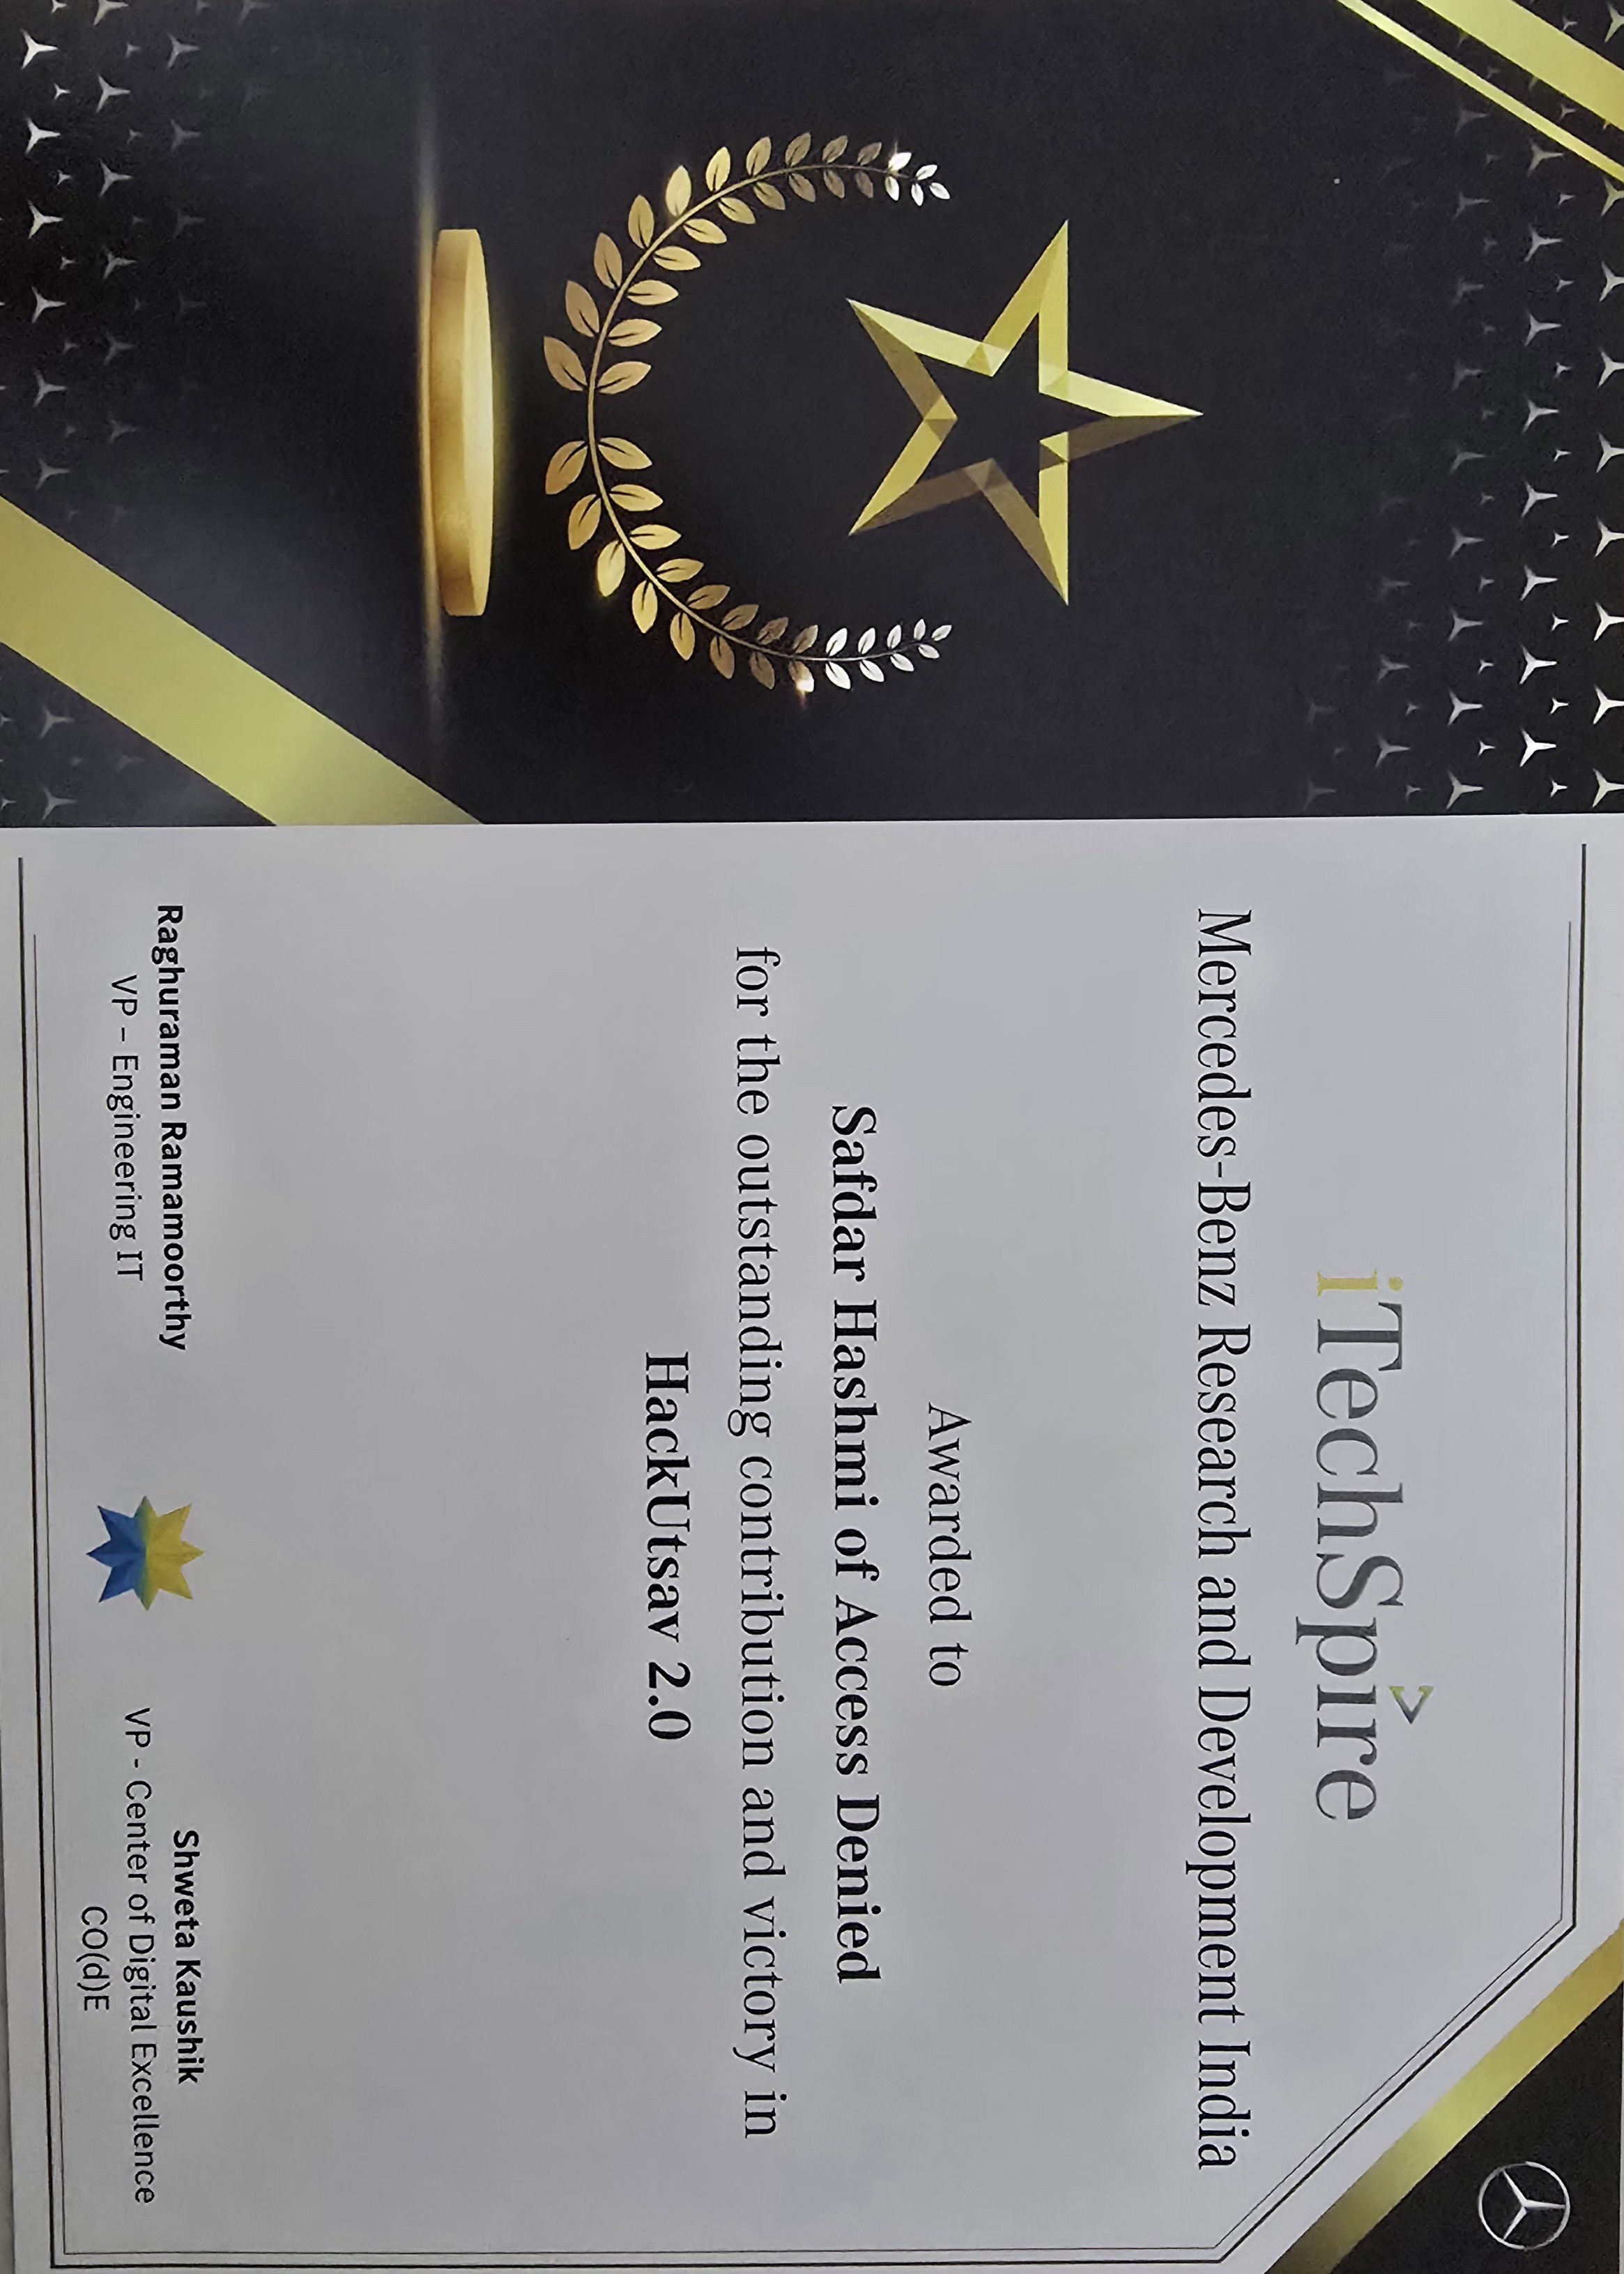 iTechSpire
Mercedes-Benz Research and Development India
Awarded to
Safdar Hashmi of Access Denied
for the outstanding contribution and victory in
HackUtsav 2.0
Raghuraman Ramamoorthy
VP – Engineering IT
Shweta Kaushik
VP - Center of Digital Excellence
CO(d)E